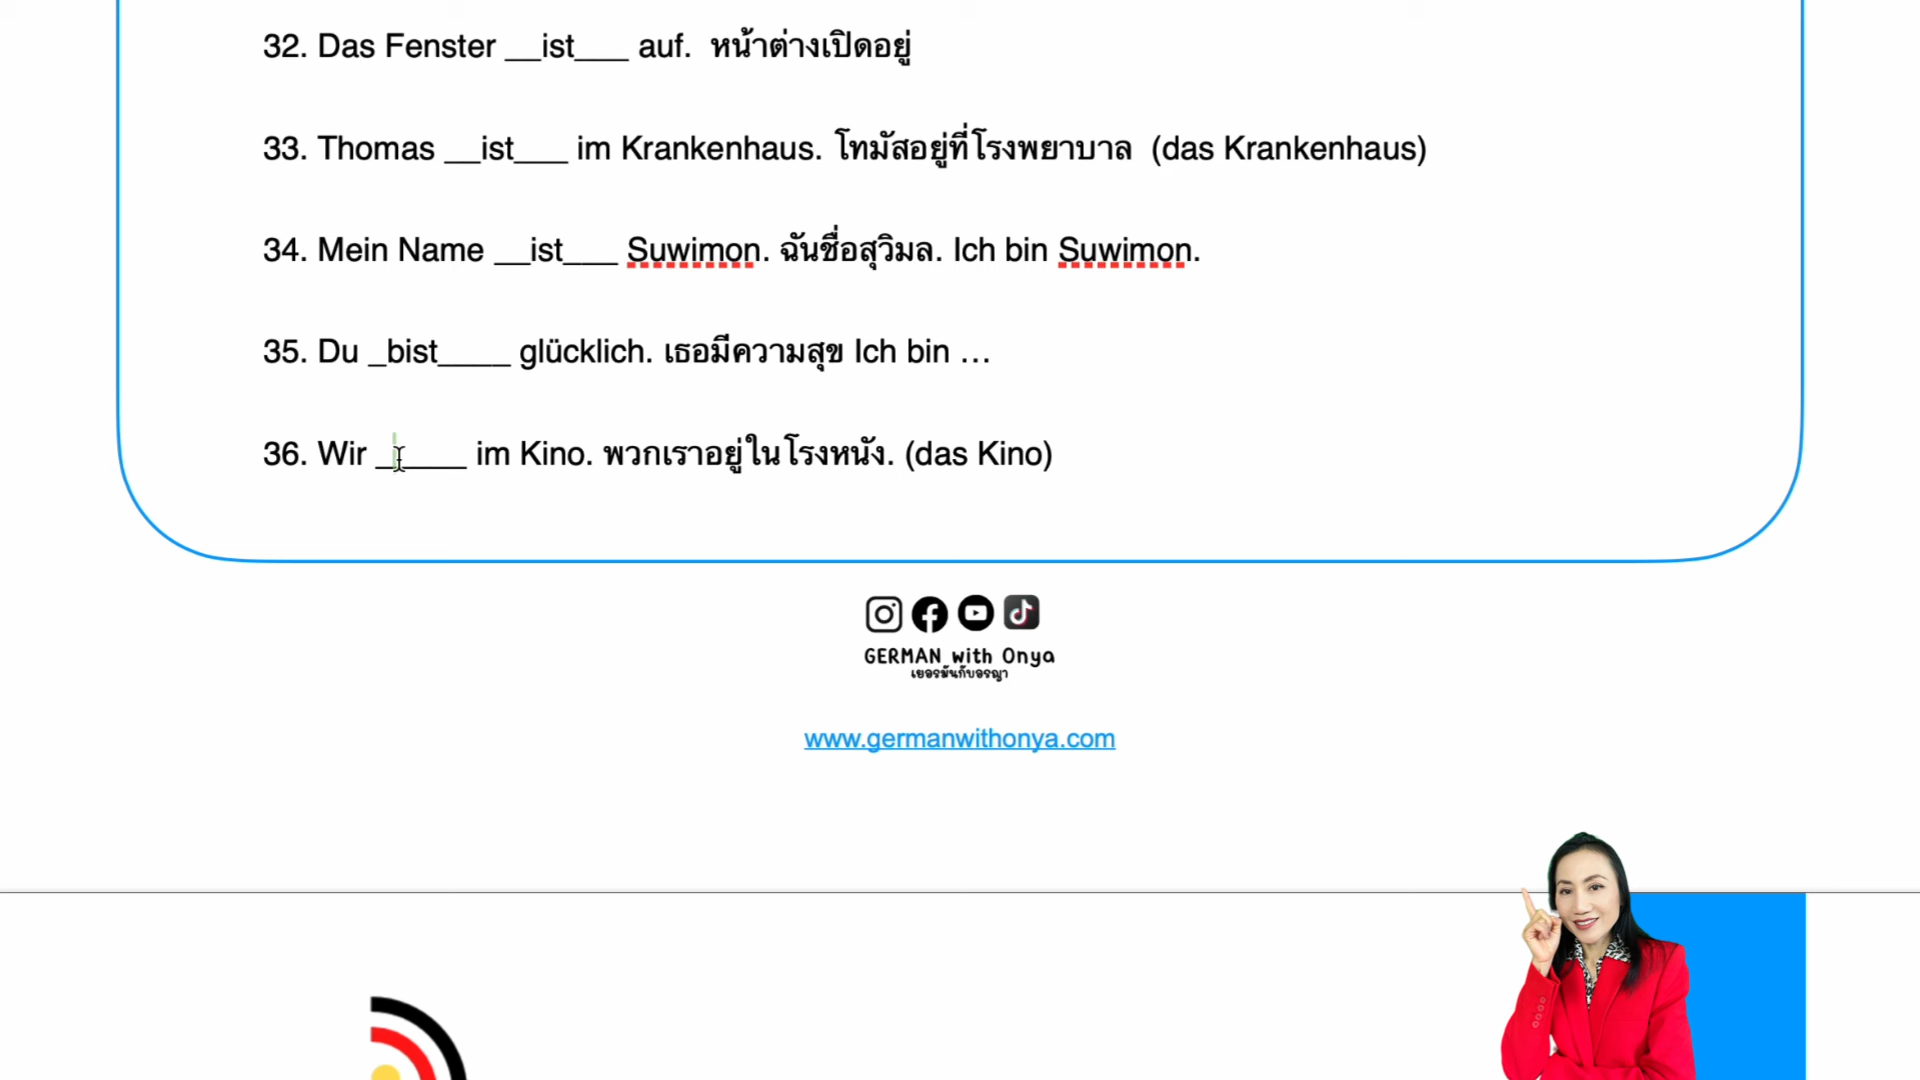 32. Das Fenster __ist___ auf.  หน้าต่างเปิดอยู่
33. Thomas __ist___ im Krankenhaus. โทมัสอยู่ที่โรงพยาบาล  (das Krankenhaus)
34. Mein Name __ist___ Suwimon. ฉันชื่อสุวิมล. Ich bin Suwimon.
35. Du _bist____ glücklich. เธอมีความสุข Ich bin …
36. Wir _____ im Kino. พวกเราอยู่ในโรงหนัง. (das Kino)
GERMAN with Onya
เยอรมันกับอรญา
www.germanwithonya.com